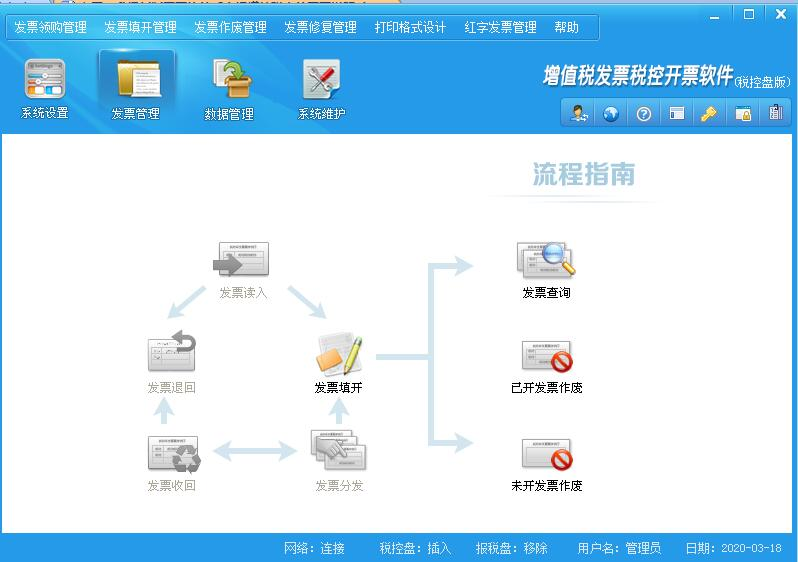 发票领购管理 发票填开管理 发票作废管理 发票修复管理 打印格式设计 红字发票管理 帮助
系统设置 发票管理 数据管理 系统维护
增值税发票税控开票软件(税控盘版)
流程指南
发票读入
发票查询
发票退回
发票填开
已开发票作废
发票收回
发票分发
未开发票作废
网络：连接 税控盘：插入 报税盘：移除 用户名：管理员 日期：2020-03-18